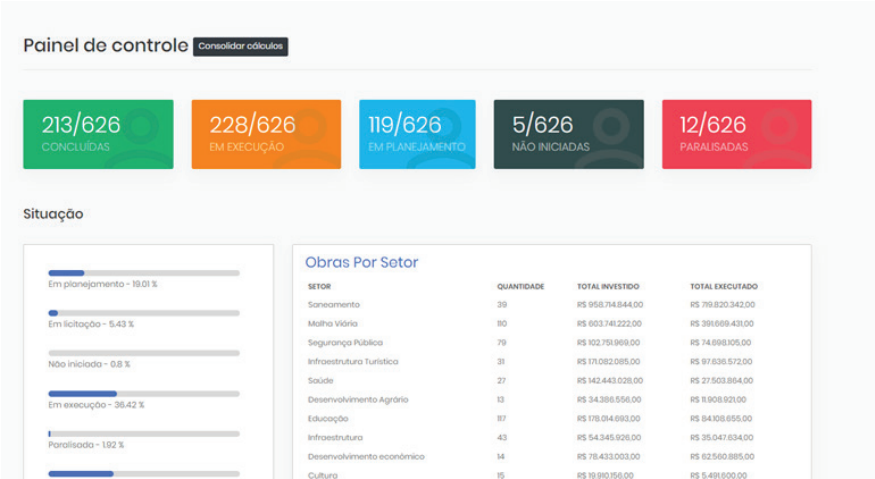 Painel de controle Consolidar cálculos
213/626 228/626 119/626 5/626 12/626
CONCLUÍDAS EM EXECUÇÃO EM PLANEJAMENTO NÃO INICIADAS PARALISADAS
Situação
Em planejamento - 19.01 %
Em licitação - 5.43 %
Não iniciada - 0.8 %
Em execução - 36.42 %
Paralisada - 1.92 %
Obras Por Setor
SETOR QUANTIDADE TOTAL INVESTIDO TOTAL EXECUTADO
Saneamento 39 R$ 958.714.844,00 R$ 719.820.342,00
Malha Viária 110 R$ 603.741.222,00 R$ 391.669.431,00
Segurança Pública 79 R$ 102.751.969,00 R$ 74.698.105,00
Infraestrutura Turística 31 R$ 171.082.085,00 R$ 97.636.572,00
Saúde 27 R$ 142.443.028,00 R$ 27.503.864,00
Desenvolvimento Agrário 13 R$ 34.386.556,00 R$ 11.908.921,00
Educação 117 R$ 178.014.693,00 R$ 84.108.655,00
Infraestrutura 43 R$ 54.345.926,00 R$ 35.047.634,00
Desenvolvimento econômico 14 R$ 78.433.003,00 R$ 62.560.885,00
Cultura 15 R$ 19.910.156,00 R$ 5.491.600,00